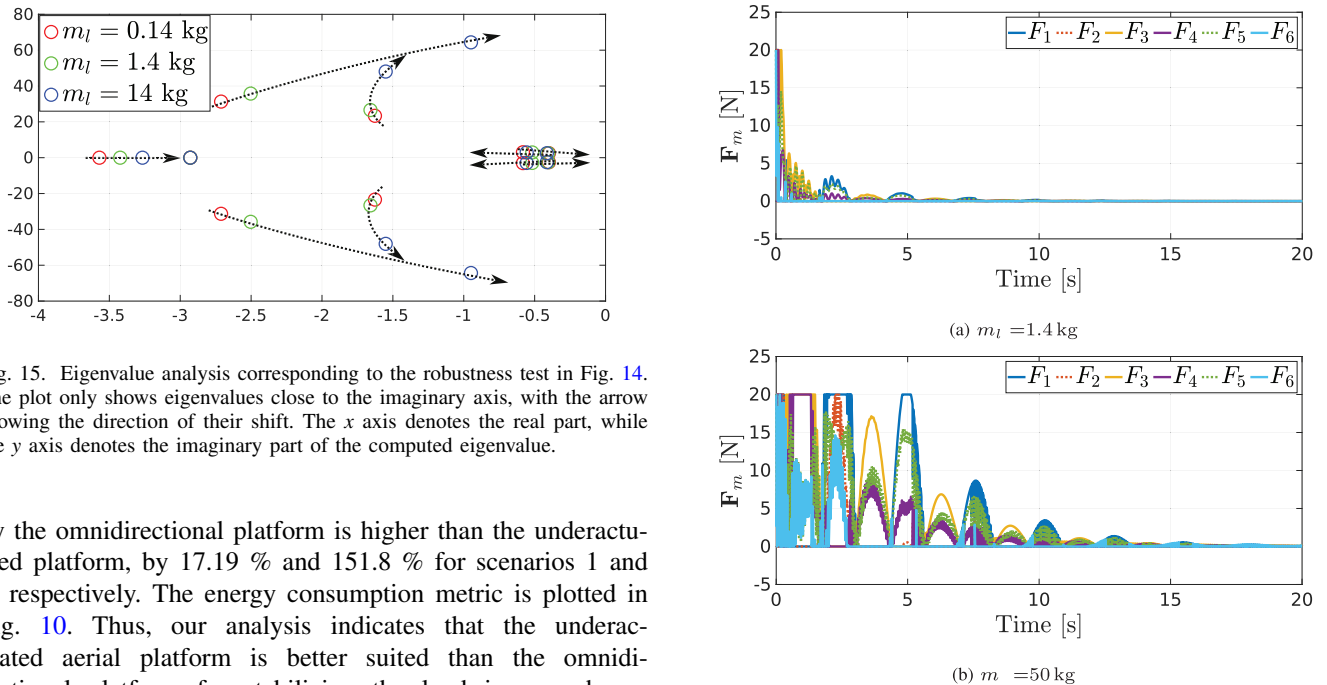 80
60
40
20
0
-20
-40
-60
-80
-4 -3.5 -3 -2.5 -2 -1.5 -1 -0.5 0
m_l = 0.14 kg
m_l = 1.4 kg
m_l = 14 kg
g. 15. Eigenvalue analysis corresponding to the robustness test in Fig. 14.
plot only shows eigenvalues close to the imaginary axis, with the arrow
owing the direction of their shift. The x axis denotes the real part, while
y axis denotes the imaginary part of the computed eigenvalue.
the omnidirectional platform is higher than the underactu-
ed platform, by 17.19 % and 151.8 % for scenarios 1 and
respectively. The energy consumption metric is plotted in
g. 10. Thus, our analysis indicates that the underac-
ated aerial platform is better suited than the omnidi-
25
20
15
10
5
0
-5
F_m [N]
F_1 F_2 F_3 F_4 F_5 F_6
0 5 10 15 20
Time [s]
(a) m_l =1.4 kg
25
20
15
10
5
0
-5
F_m [N]
F_1 F_2 F_3 F_4 F_5 F_6
0 5 10 15 20
Time [s]
(b) m =50 kg